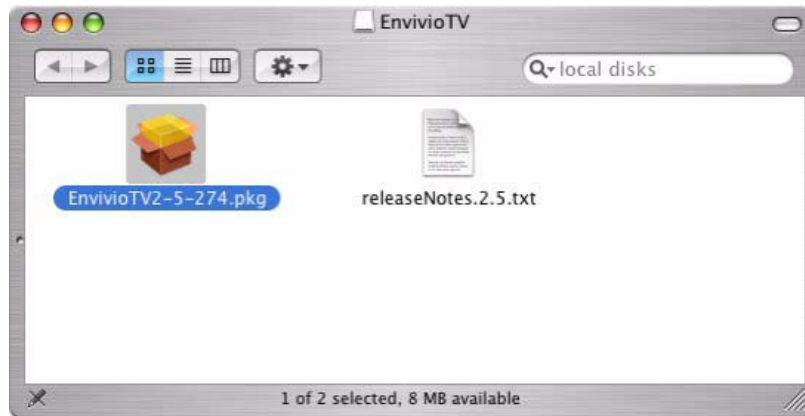 EnvivioTV
local disks
EnvivioTV2-5-274.pkg
releaseNotes.2.5.txt
1 of 2 selected, 8 MB available